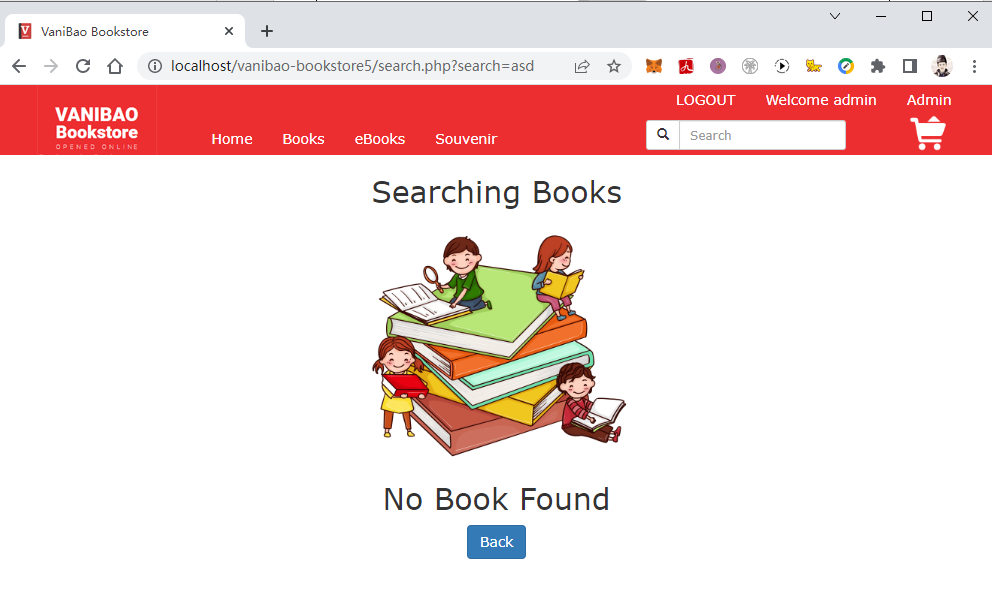 VaniBao Bookstore
localhost/vanibao-bookstore5/search.php?search=asd
LOGOUT Welcome admin Admin
VANIBAO
Bookstore
OPENED ONLINE
Home Books eBooks Souvenir
Search
Searching Books
No Book Found
Back